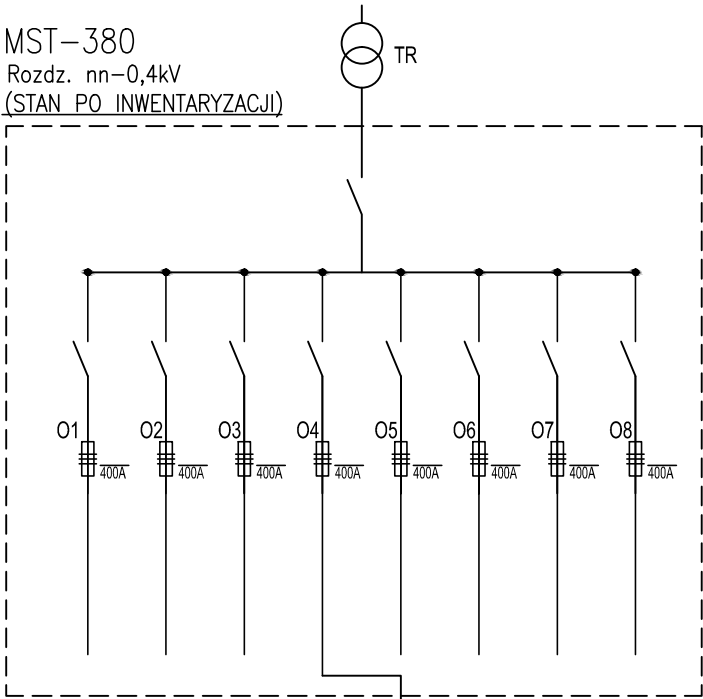 MST-380
Rozdz. nn-0,4kV
(STAN PO INWENTARYZACJI)
TR
O1 O2 O3 O4 O5 O6 O7 O8
400A 400A 400A 400A 400A 400A 400A 400A